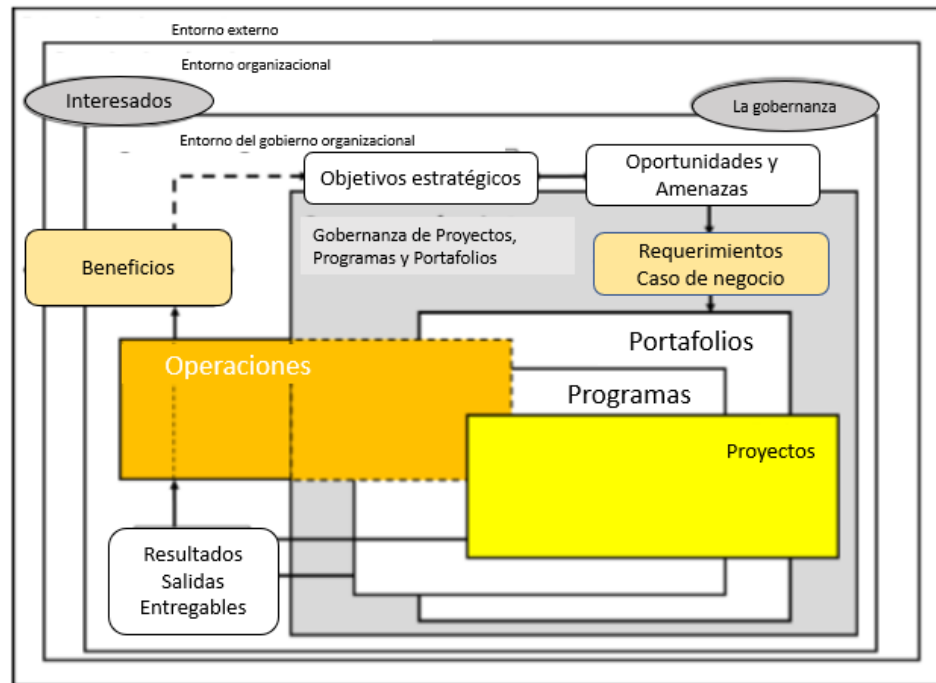 Entorno externo
Entorno organizacional
Interesados
La gobernanza
Entorno del gobierno organizacional
Objetivos estratégicos
Oportunidades y
Amenazas
Gobernanza de Proyectos,
Programas y Portafolios
Beneficios
Requerimientos
Caso de negocio
Portafolios
Operaciones
Programas
Proyectos
Resultados
Salidas
Entregables